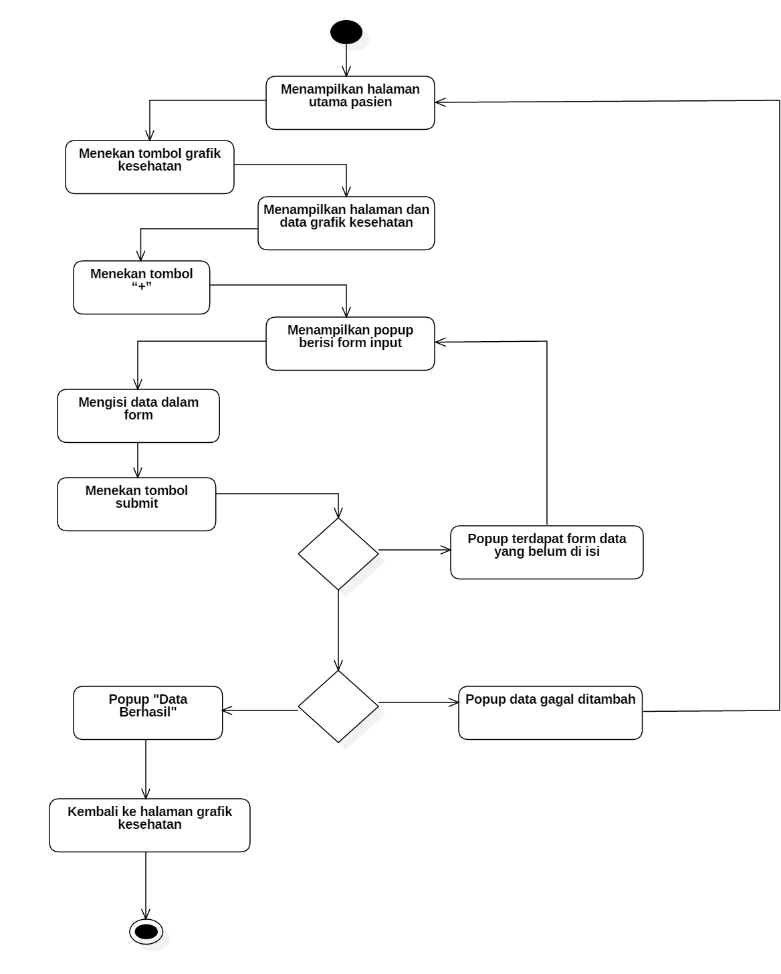 Menampilkan halaman
utama pasien
Menekan tombol grafik
kesehatan
Menampilkan halaman dan
data grafik kesehatan
Menekan tombol
“+”
Menampilkan popup
berisi form input
Mengisi data dalam
form
Menekan tombol
submit
Popup terdapat form data
yang belum di isi
Popup "Data
Berhasil"
Popup data gagal ditambah
Kembali ke halaman grafik
kesehatan